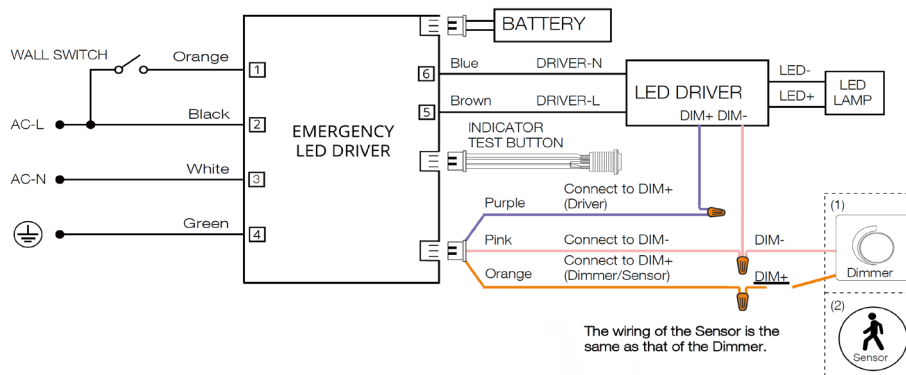 BATTERY
WALL SWITCH
Orange
1
6
Blue
DRIVER-N
LED DRIVER
DIM+ DIM-
LED-
LED+
LED
LAMP
AC-L
Black
2
5
Brown
DRIVER-L
EMERGENCY
LED DRIVER
INDICATOR
TEST BUTTON
AC-N
White
3
Green
4
Purple
Connect to DIM+
(Driver)
Pink
Connect to DIM-
DIM-
Orange
Connect to DIM+
(Dimmer/Sensor)
DIM+
(1)
Dimmer
(2)
Sensor
The wiring of the Sensor is the
same as that of the Dimmer.